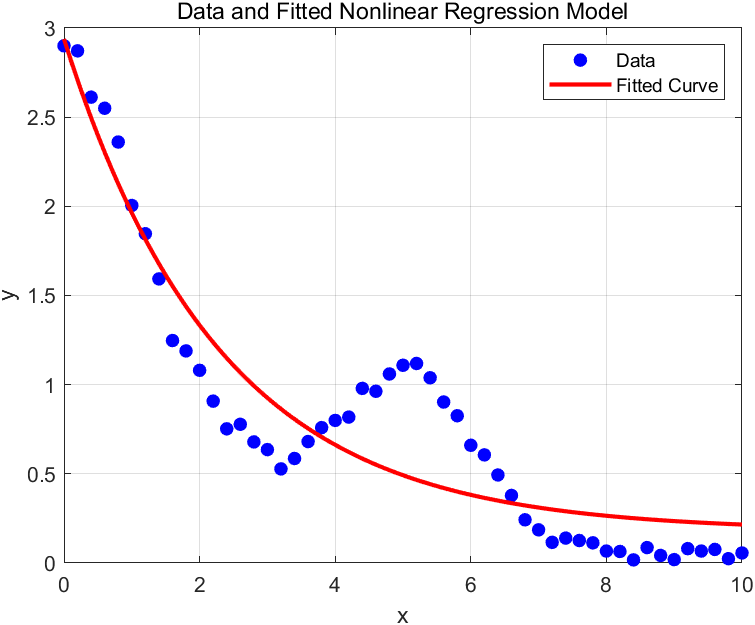 Data and Fitted Nonlinear Regression Model
3
2.5
2
1.5
1
0.5
0
y
Data
Fitted Curve
0 2 4 6 8 10
x